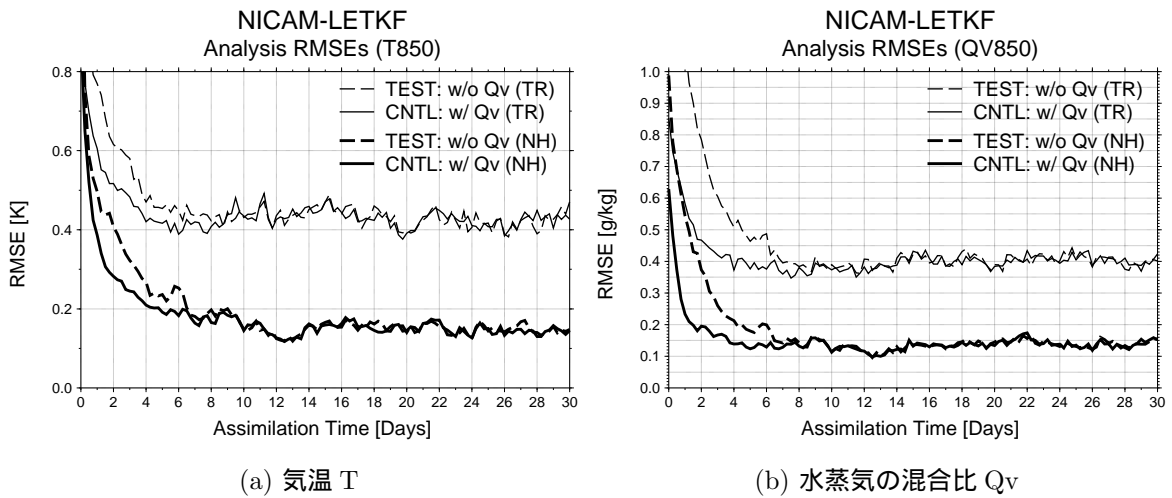 NICAM-LETKF
Analysis RMSEs (T850)
0.8
0.6
0.4
0.2
0.0
RMSE [K]
TEST: w/o Qv (TR)
CNTL: w/ Qv (TR)
TEST: w/o Qv (NH)
CNTL: w/ Qv (NH)
0 2 4 6 8 10 12 14 16 18 20 22 24 26 28 30
Assimilation Time [Days]
(a) 気温 T
NICAM-LETKF
Analysis RMSEs (QV850)
1.0
0.9
0.8
0.7
0.6
0.5
0.4
0.3
0.2
0.1
0.0
RMSE [g/kg]
TEST: w/o Qv (TR)
CNTL: w/ Qv (TR)
TEST: w/o Qv (NH)
CNTL: w/ Qv (NH)
0 2 4 6 8 10 12 14 16 18 20 22 24 26 28 30
Assimilation Time [Days]
(b) 水蒸気の混合比 Qv